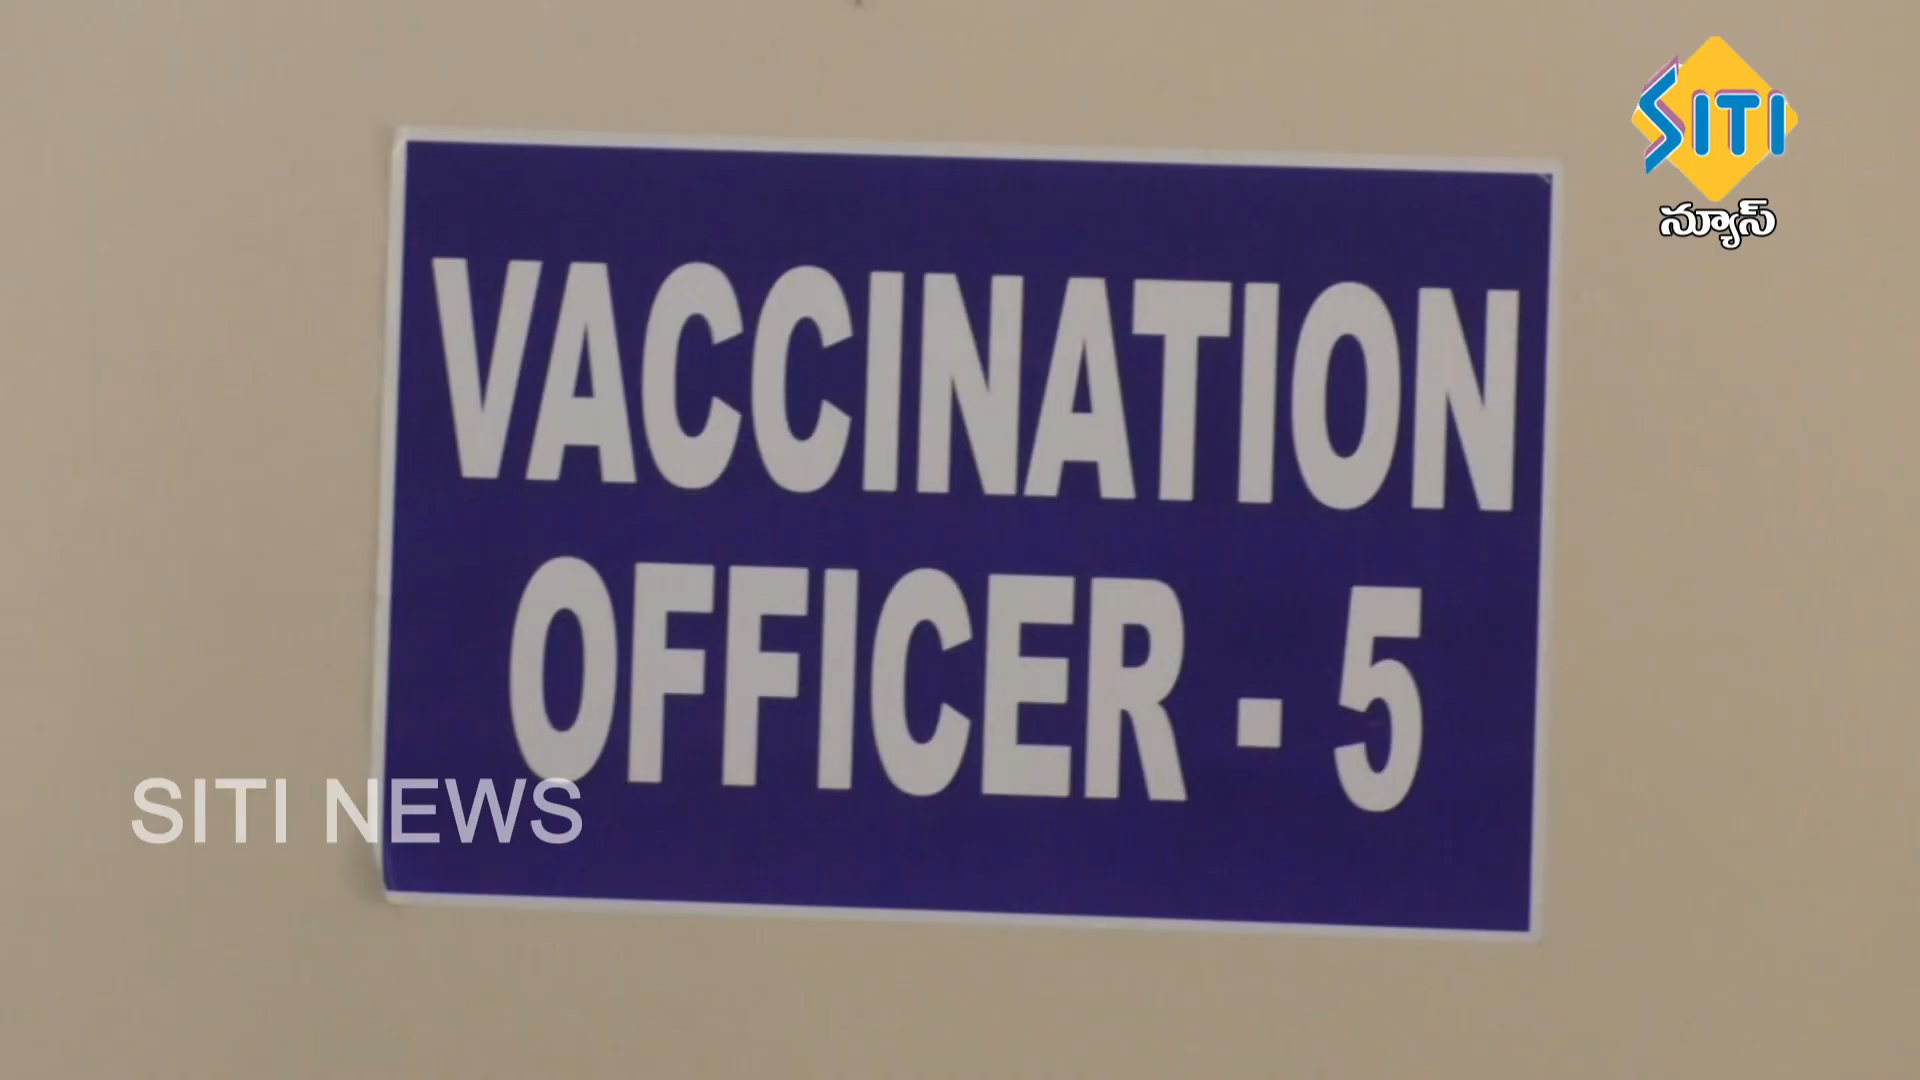 SITI
న్యూస్
VACCINATION
OFFICER - 5
SITI NEWS